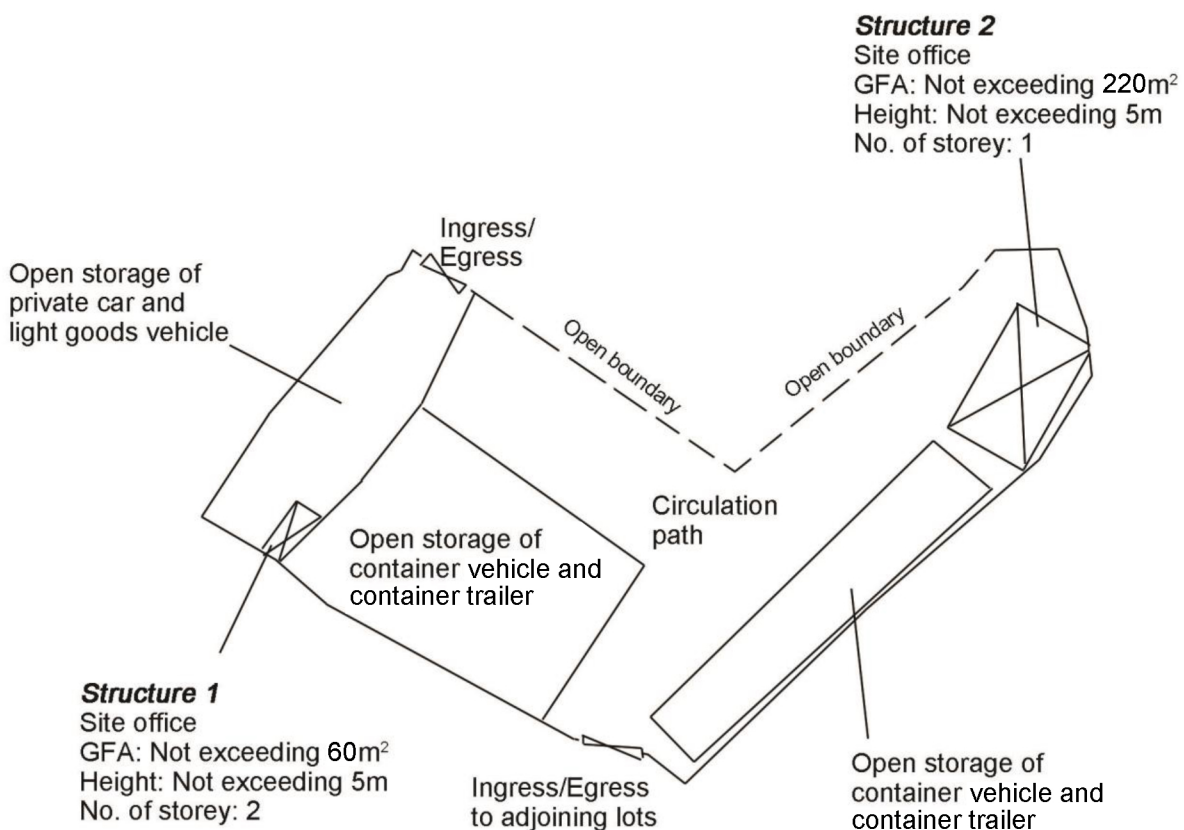 Structure 2
Site office
GFA: Not exceeding 220m²
Height: Not exceeding 5m
No. of storey: 1
Ingress/
Egress
Open storage of
private car and
light goods vehicle
Open boundary
Open boundary
Circulation
path
Open storage of
container vehicle and
container trailer
Structure 1
Site office
GFA: Not exceeding 60m²
Height: Not exceeding 5m
No. of storey: 2
Ingress/Egress
to adjoining lots
Open storage of
container vehicle and
container trailer